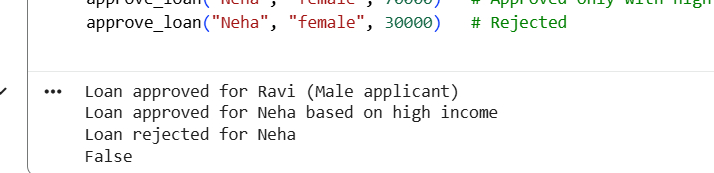 approve_loan("Neha", "female", 70000)   # Approved only with high
approve_loan("Neha", "female", 30000)   # Rejected
Loan approved for Ravi (Male applicant)
Loan approved for Neha based on high income
Loan rejected for Neha
False